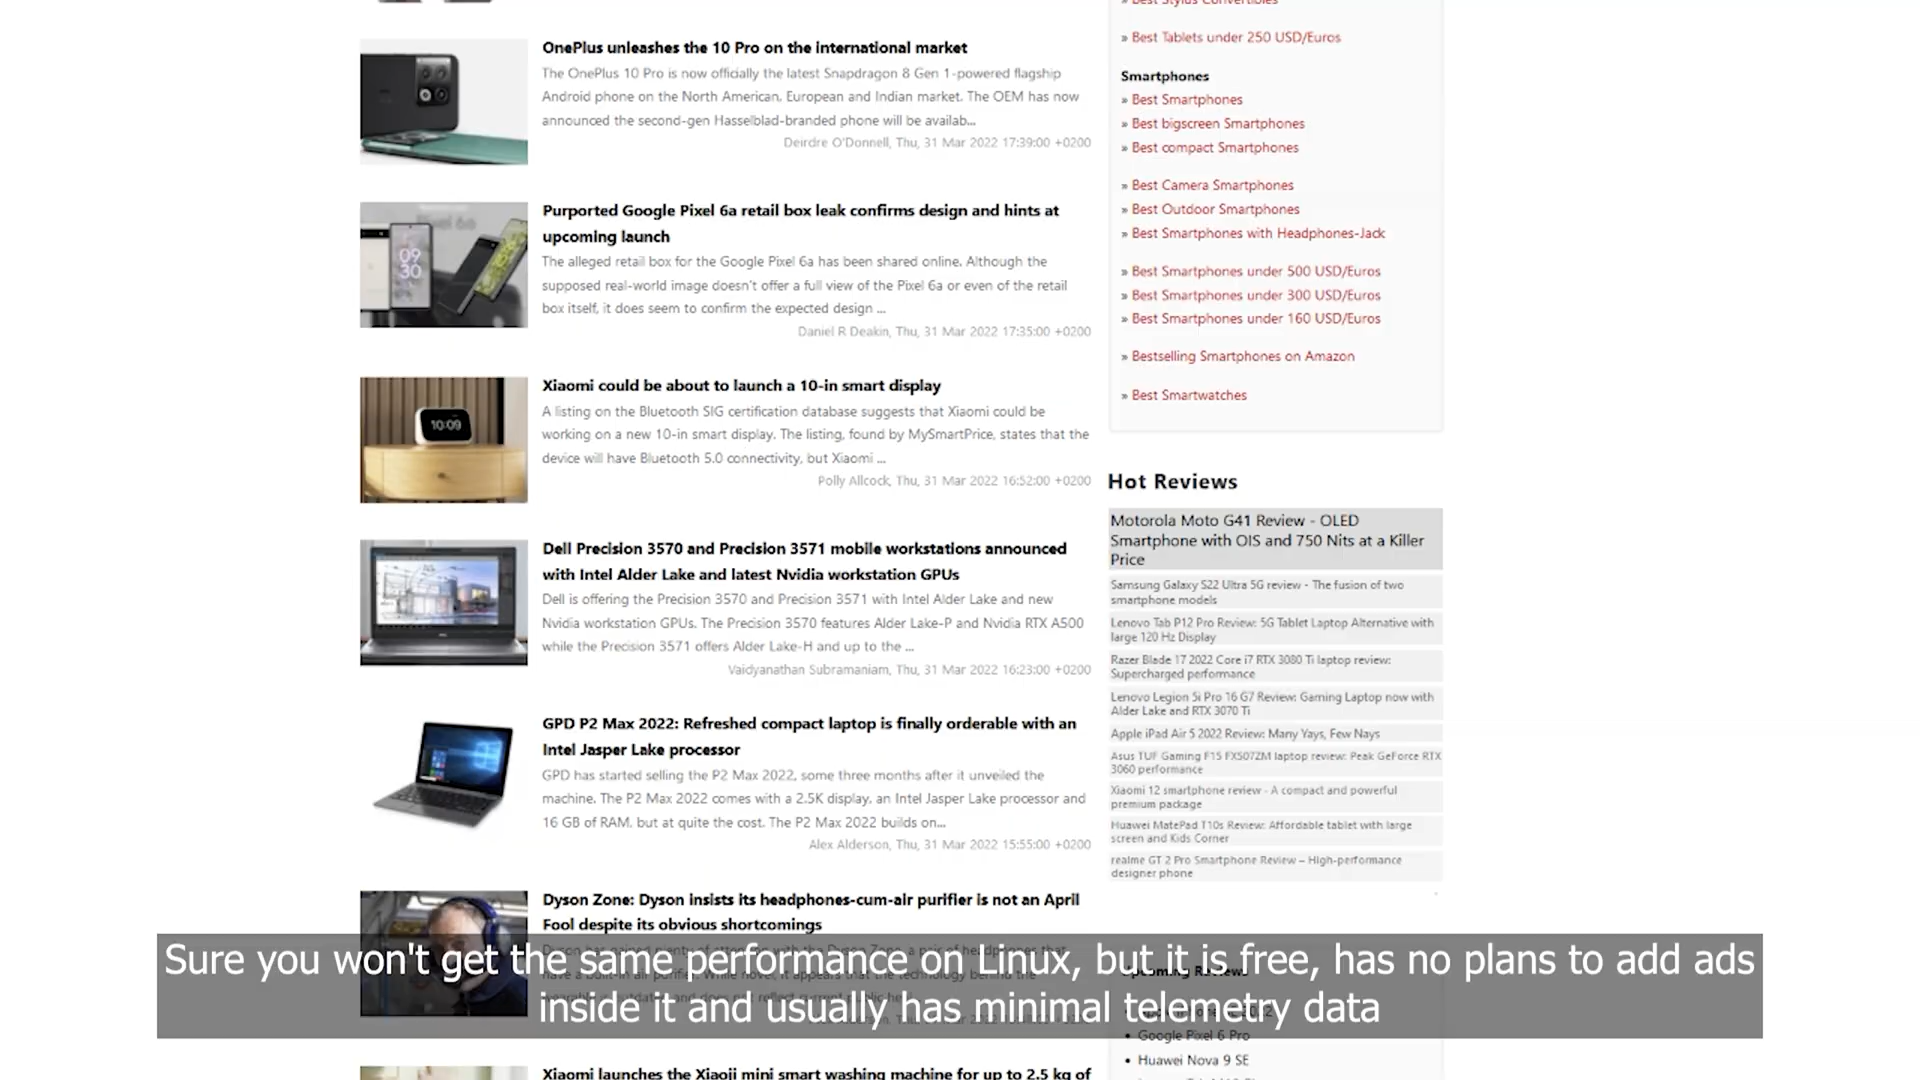 » Best Stylus Convertibles
» Best Tablets under 250 USD/Euros
OnePlus unleashes the 10 Pro on the international market
The OnePlus 10 Pro is now officially the latest Snapdragon 8 Gen 1-powered flagship
Android phone on the North American, European and Indian market. The OEM has now
announced the second-gen Hasselblad-branded phone will be availab...
Deirdre O'Donnell, Thu, 31 Mar 2022 17:39:00 +0200
Purported Google Pixel 6a retail box leak confirms design and hints at
upcoming launch
The alleged retail box for the Google Pixel 6a has been shared online. Although the
supposed real-world image doesn't offer a full view of the Pixel 6a or even of the retail
box itself, it does seem to confirm the expected design ...
Daniel R Deakin, Thu, 31 Mar 2022 17:35:00 +0200
Xiaomi could be about to launch a 10-in smart display
A listing on the Bluetooth SIG certification database suggests that Xiaomi could be
working on a new 10-in smart display. The listing, found by MySmartPrice, states that the
device will have Bluetooth 5.0 connectivity, but Xiaomi ...
Polly Allcock, Thu, 31 Mar 2022 16:52:00 +0200
10:09
Dell Precision 3570 and Precision 3571 mobile workstations announced
with Intel Alder Lake and latest Nvidia workstation GPUs
Dell is offering the Precision 3570 and Precision 3571 with Intel Alder Lake and new
Nvidia workstation GPUs. The Precision 3570 features Alder Lake-P and Nvidia RTX A500
while the Precision 3571 offers Alder Lake-H and up to the ...
Vaidyanathan Subramaniam, Thu, 31 Mar 2022 16:23:00 +0200
GPD P2 Max 2022: Refreshed compact laptop is finally orderable with an
Intel Jasper Lake processor
GPD has started selling the P2 Max 2022, some three months after it unveiled the
machine. The P2 Max 2022 comes with a 2.5K display, an Intel Jasper Lake processor and
16 GB of RAM, but at quite the cost. The P2 Max 2022 builds on...
Alex Alderson, Thu, 31 Mar 2022 15:55:00 +0200
Dyson Zone: Dyson insists its headphones-cum-air purifier is not an April
Fool despite its obvious shortcomings
Xiaomi launches the Xiaoji mini smart washing machine for up to 2.5 kg of
Smartphones
» Best Smartphones
» Best bigscreen Smartphones
» Best compact Smartphones
» Best Camera Smartphones
» Best Outdoor Smartphones
» Best Smartphones with Headphones-Jack
» Best Smartphones under 500 USD/Euros
» Best Smartphones under 300 USD/Euros
» Best Smartphones under 160 USD/Euros
» Bestselling Smartphones on Amazon
» Best Smartwatches
Hot Reviews
Motorola Moto G41 Review - OLED
Smartphone with OIS and 750 Nits at a Killer
Price
Samsung Galaxy S22 Ultra 5G review - The fusion of two
smartphone models
Lenovo Tab P12 Pro Review: 5G Tablet Laptop Alternative with
large 120 Hz Display
Razer Blade 17 2022 Core i7 RTX 3080 Ti laptop review:
Supercharged performance
Lenovo Legion 5i Pro 16 G7 Review: Gaming Laptop now with
Alder Lake and RTX 3070 Ti
Apple iPad Air 5 2022 Review: Many Yays, Few Nays
Asus TUF Gaming F15 FX507ZM laptop review: Peak GeForce RTX
3060 performance
Xiaomi 12 smartphone review - A compact and powerful
premium package
Huawei MatePad T10s Review: Affordable tablet with large
screen and Kids Corner
realme GT 2 Pro Smartphone Review – High-performance
designer phone
Upcoming Reviews
• Google Pixel 6 Pro
• Huawei Nova 9 SE
Sure you won't get the same performance on Linux, but it is free, has no plans to add ads
inside it and usually has minimal telemetry data